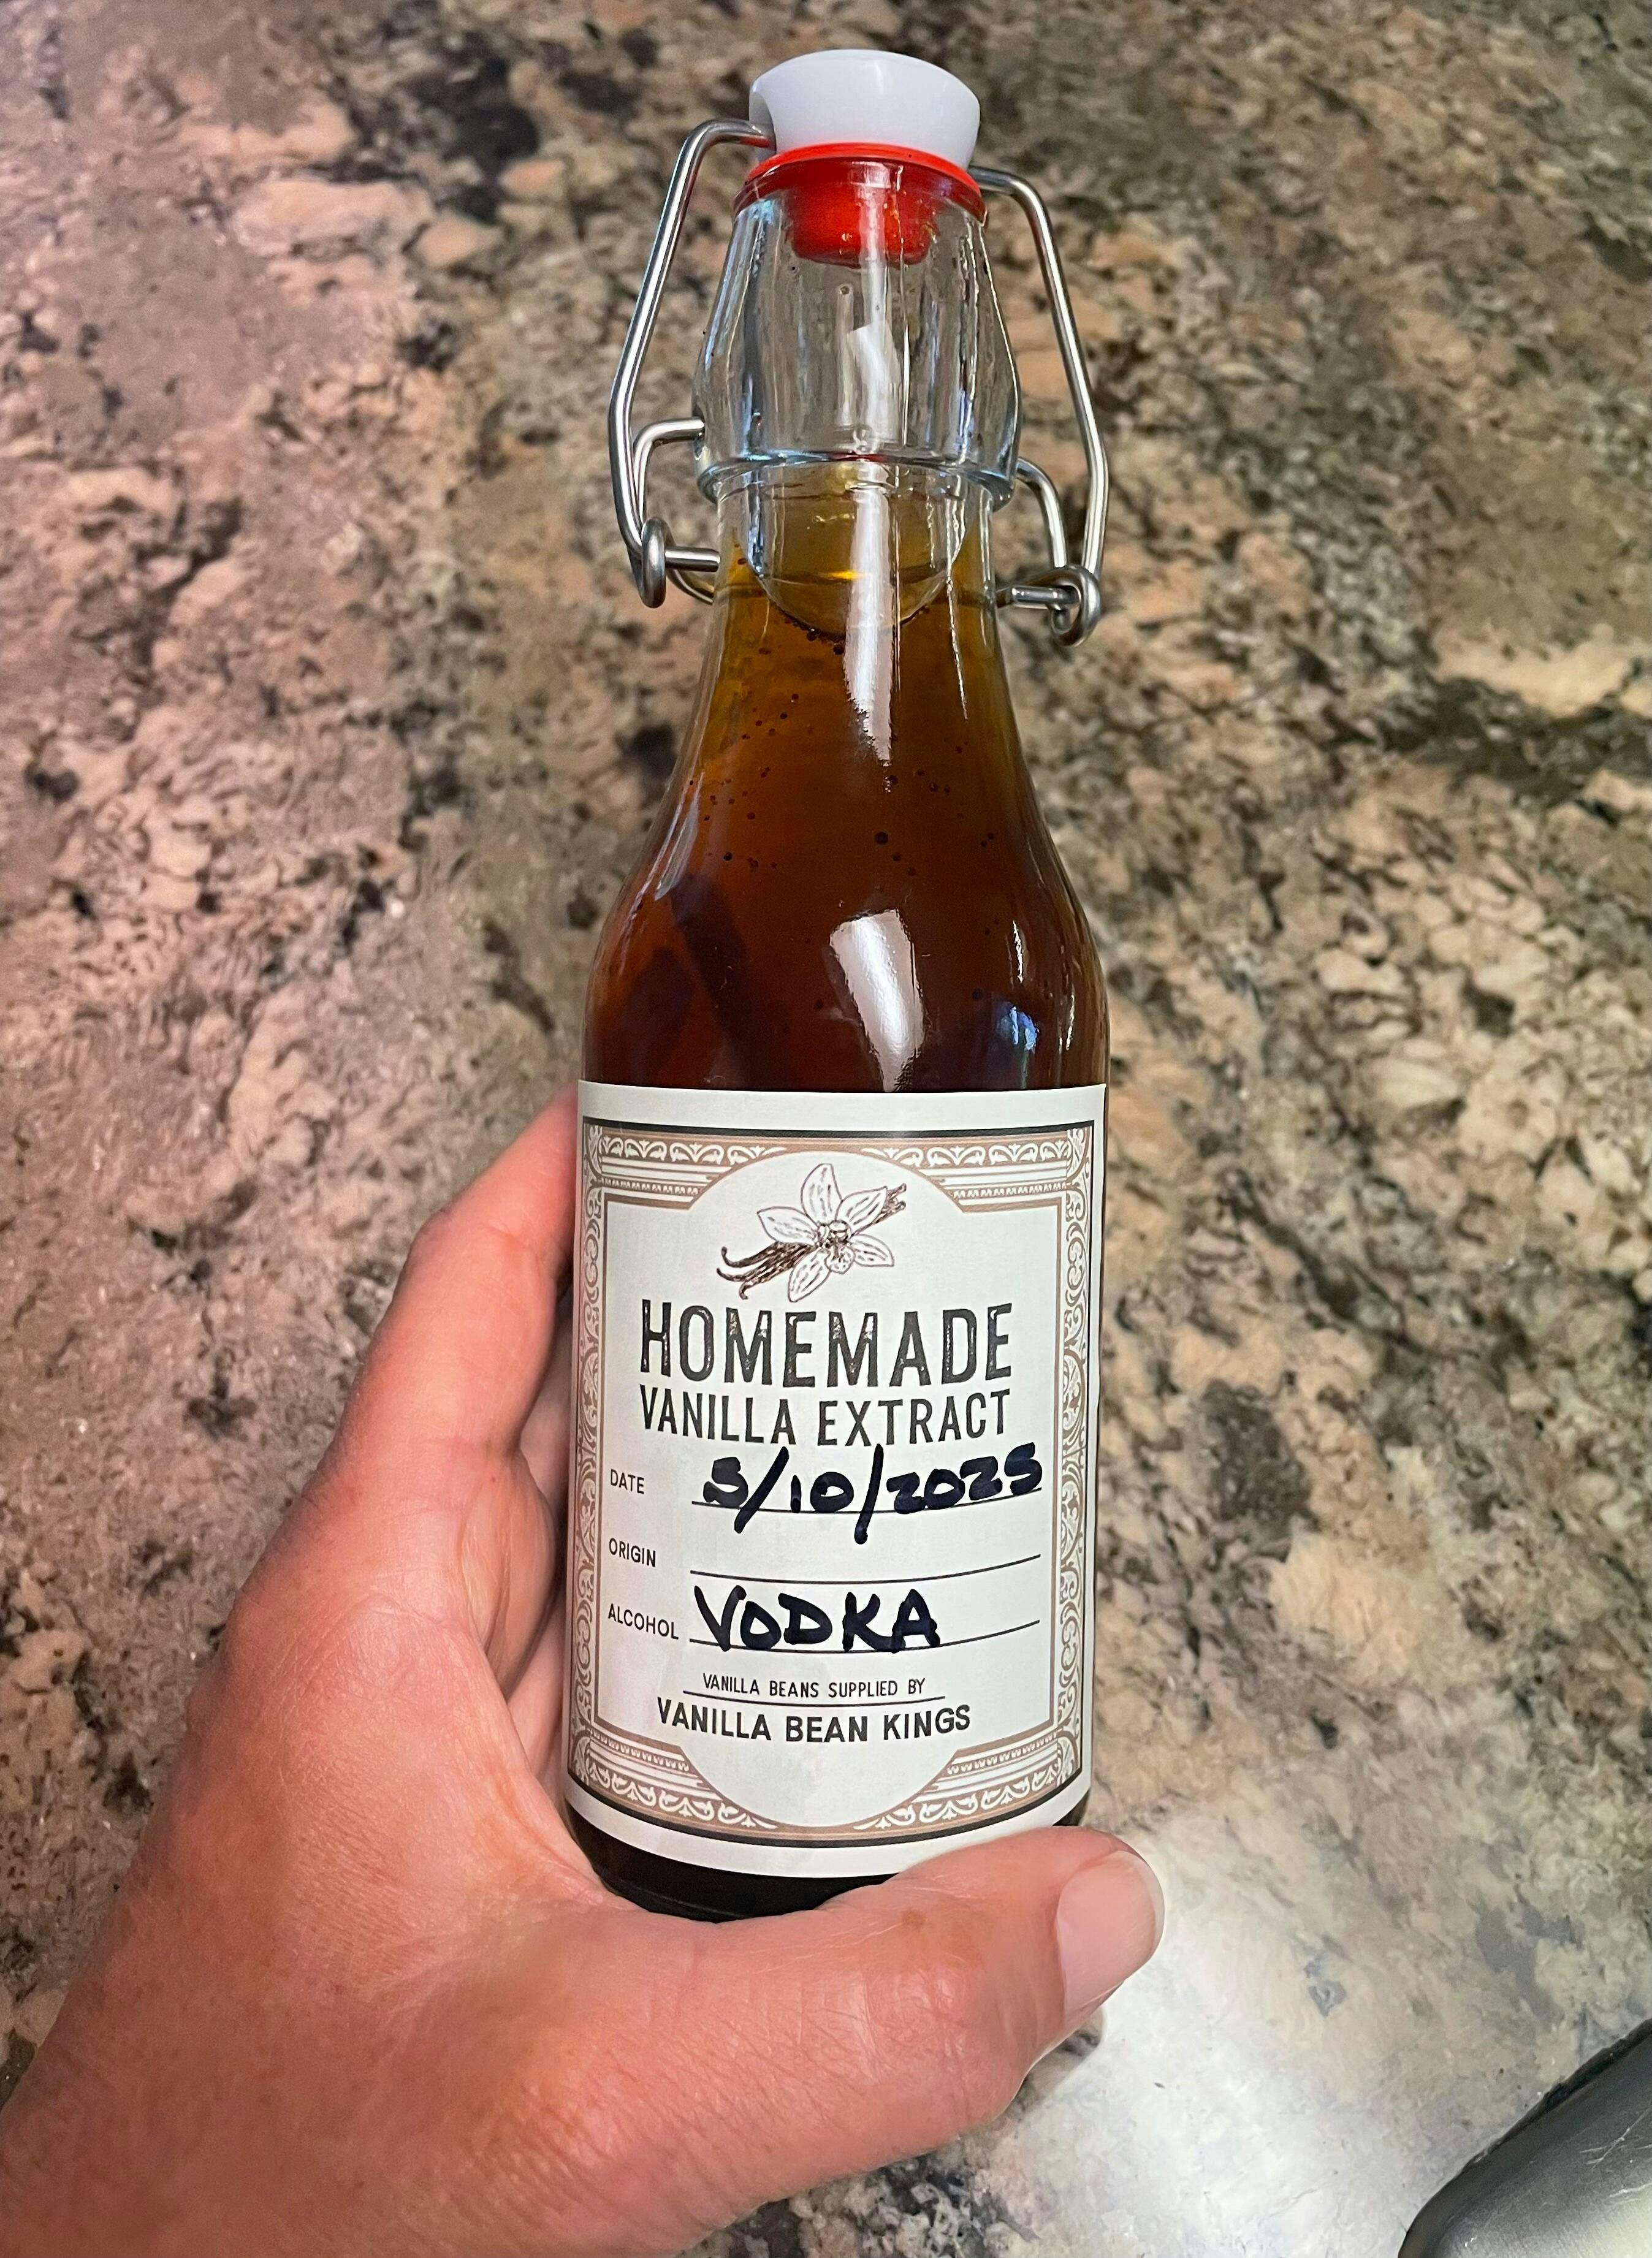 HOMEMADE
VANILLA EXTRACT
DATE 5/10/2025
ORIGIN
ALCOHOL VODKA
VANILLA BEANS SUPPLIED BY
VANILLA BEAN KINGS